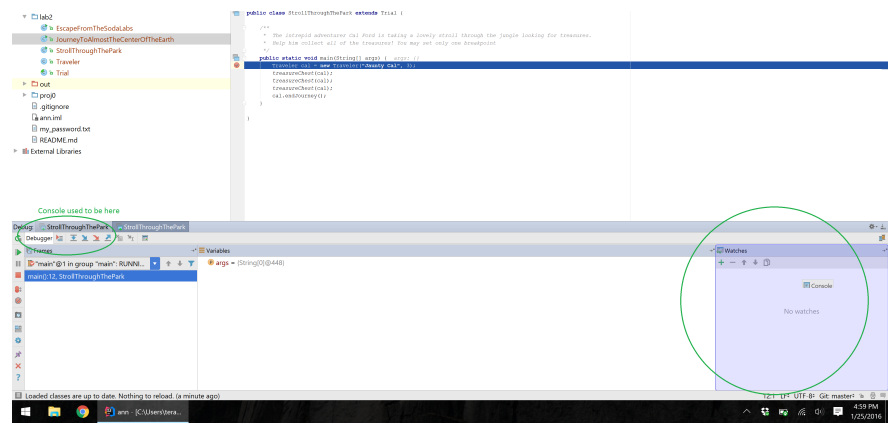 lab2
EscapeFromTheSodaLabs
JourneyToAlmostTheCenterOfTheEarth
StrollThroughThePark
Traveler
Trial
out
proj0
.gitignore
ann.iml
my_password.txt
README.md
External Libraries
public class StrollThroughThePark extends Trial {
/**
* The intrepid adventurer Cal Ford is taking a lovely stroll through the jungle looking for treasures.
* Help him collect all of the treasures! You may set only one breakpoint
*/
public static void main(String[] args) { args: {}
Traveler cal = new Traveler("Jaunty Cal", 3);
treasureChest(cal);
treasureChest(cal);
treasureChest(cal);
cal.endJourney();
}
}
Console used to be here
Debug: StrollThroughThePark StrollThroughThePark
Debugger
Frames Variables Watches
"main"@1 in group "main": RUNNI... args = {String[0]@448}
main():12, StrollThroughThePark
Console
No watches
Loaded classes are up to date. Nothing to reload. (a minute ago) 12:1 LF÷ UTF-8÷ Git: master÷
ann - [C:\Users\tera... 4:59 PM
1/25/2016